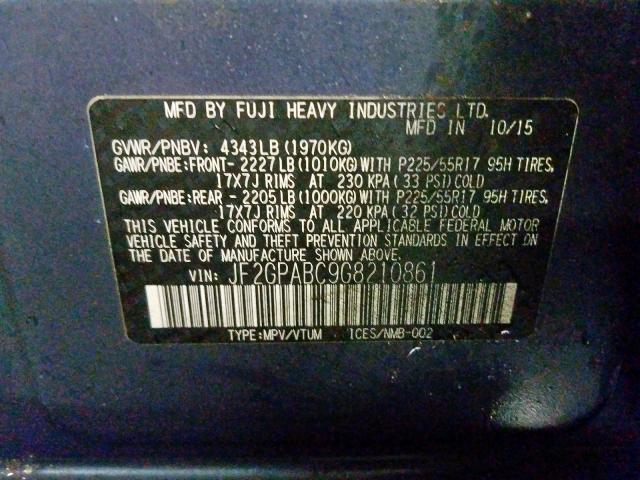 MFD BY FUJI HEAVY INDUSTRIES LTD.
MFD IN 10/15
GVWR/PNBV: 4343LB(1970KG)
GAWR/PNBE:FRONT- 2227LB(1010KG)WITH P225/55R17 95H TIRES,
17X7J RIMS AT 230 KPA(33 PSI)COLD
GAWR/PNBE:REAR - 2205LB(1000KG)WITH P225/55R17 95H TIRES,
17X7J RIMS AT 220 KPA(32 PSI)COLD
THIS VEHICLE CONFORMS TO ALL APPLICABLE FEDERAL MOTOR
VEHICLE SAFETY AND THEFT PREVENTION STANDARDS IN EFFECT ON
THE DATE OF MANUFACTURE SHOWN ABOVE.
VIN: JF2GPABC9G8210861
TYPE:MPV/VTUM ICES/NMB-002